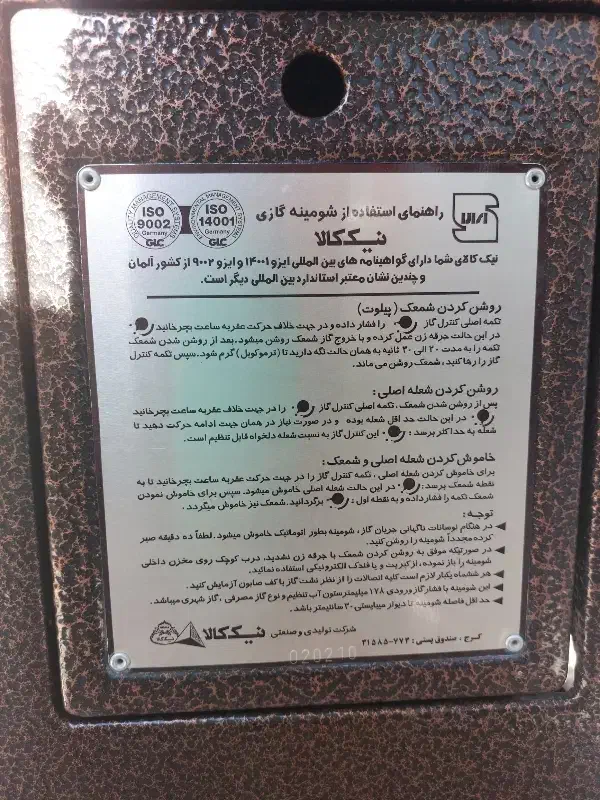 ISO 9002 Germany GLC
ISO 14001 Germany GLC
QUALITY MANAGEMENT SYSTEMS
ENVIRONMENTAL MANAGEMENT SYSTEMS
راهنمای استفاده از شومینه گازی
نیک کالا
نیک کالای شما دارای گواهینامه های بین المللی ایزو ۱۴۰۰۱ و ایزو ۹۰۰۲ از کشور آلمان
و چندین نشان معتبر استاندارد بین المللی دیگر است.
روشن کردن شمعک (پیلوت)
تکمه اصلی کنترل گاز را فشار داده و در جهت خلاف حرکت عقربه ساعت بچرخانید
در این حالت جرقه زن عمل کرده و با خروج گاز شمعک روشن میشود. بعد از روشن شدن شمعک
تکمه را به مدت ۲۰ الی ۳۰ ثانیه به همان حالت نگه دارید تا (ترموکوبل) گرم شود. سپس تکمه کنترل
گاز را رها کنید، شمعک روشن می ماند.
روشن کردن شعله اصلی:
پس از روشن شدن شمعک، تکمه اصلی کنترل گاز را در جهت خلاف عقربه ساعت بچرخانید
در این حالت حد اقل شعله بوده و در صورت نیاز در همان جهت ادامه حرکت دهید تا
شعله به حداکثر برسد: این کنترل گاز به نسبت شعله دلخواه قابل تنظیم است.
خاموش کردن شعله اصلی و شمعک:
برای خاموش کردن شعله اصلی، تکمه اصلی کنترل گاز را در جهت حرکت عقربه ساعت بچرخانید تا به
نقطه شمعک برسد: در این حالت شعله اصلی خاموش میشود. سپس برای خاموش نمودن
شمعک تکمه را فشار داده و به نقطه اول: برگردانید. شمعک نیز خاموش میگردد.
توجه:
در هنگام نوسانات ناگهانی جریان گاز، شومینه بطور اتوماتیک خاموش میشود. لطفاً ده دقیقه صبر
کرده مجدداً شومینه را روشن کنید.
در صورتیکه موفق به روشن کردن شمعک با جرقه زن نشدید، درب کوچک روی مخزن داخلی
شومینه را باز نموده، از کبریت و یا فندک الکترونیکی استفاده نمائید.
هر ششماه یکبار لازم است کلیه اتصالات را از نظر نشت گاز با کف صابون آزمایش کنید.
این شومینه با فشار گاز ورودی ۱۷۸ میلیمتر ستون آب تنظیم و نوع گاز مصرفی، گاز شهری میباشد.
حد اقل فاصله شومینه تا دیوار میبایستی ۳۰ سانتیمتر باشد.
شرکت تولیدی و صنعتی نیک کالا
کرج، صندوق پستی: ۷۷۳-۳۱۵۸۵
020210